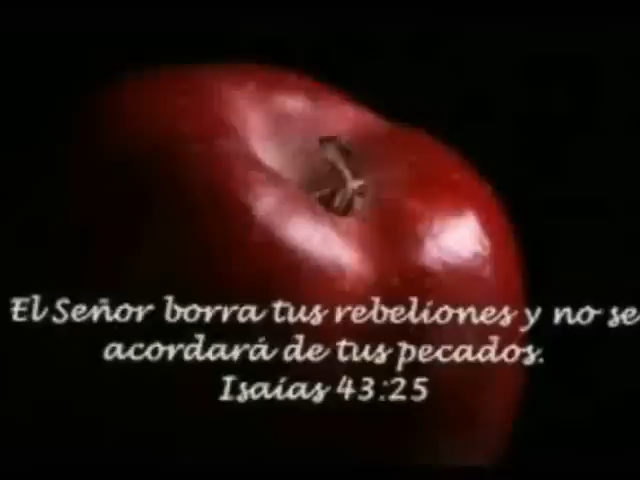 El Señor borra tus rebeliones y no se
acordará de tus pecados.
Isaías 43:25